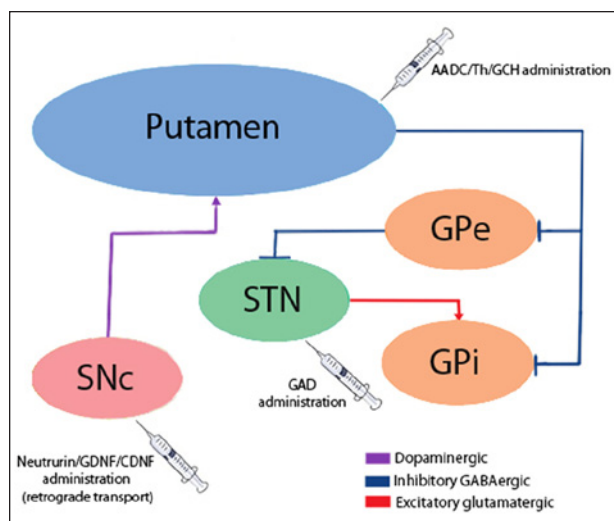 AADC/Th/GCH administration
Putamen
GPe
STN
GPi
SNc
GAD
administration
Neutrurin/GDNF/CDNF
administration
(retrograde transport)
Dopaminergic
Inhibitory GABAergic
Excitatory glutamatergic